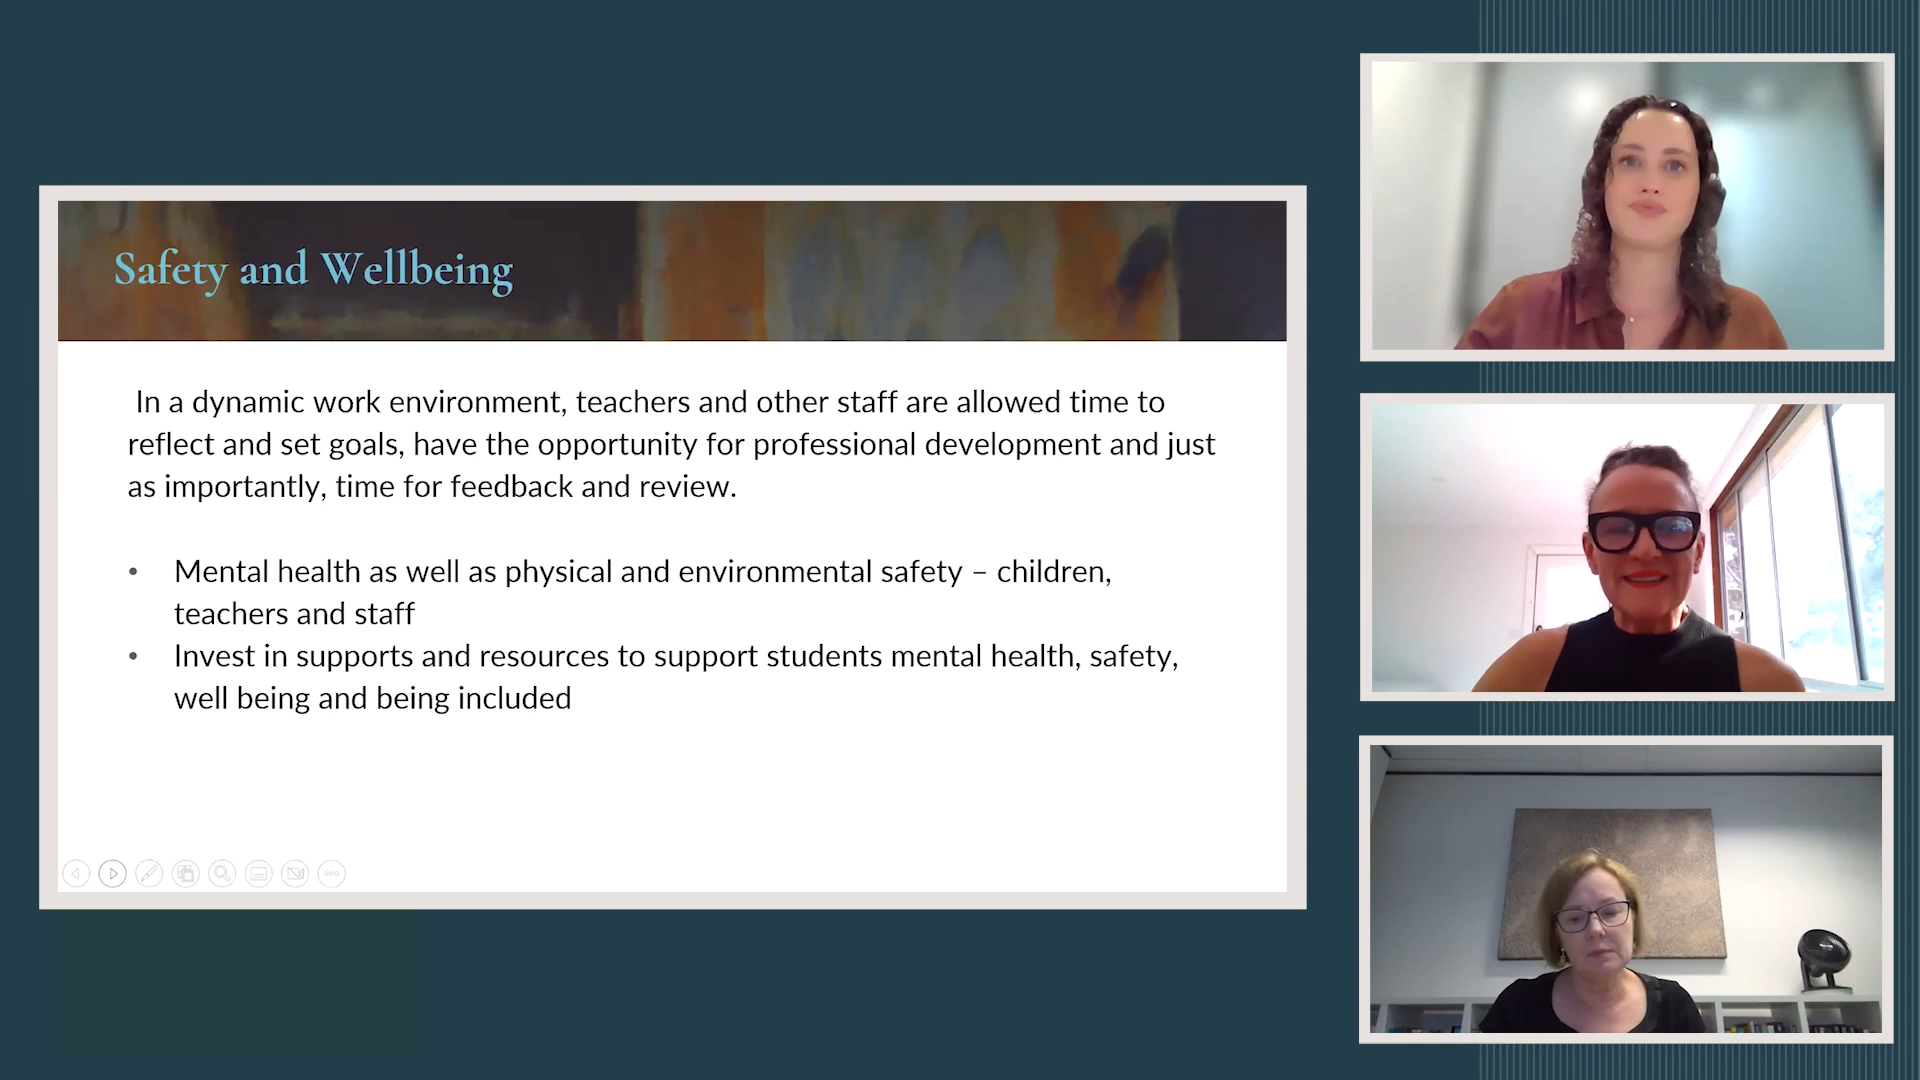 Safety and Wellbeing
In a dynamic work environment, teachers and other staff are allowed time to
reflect and set goals, have the opportunity for professional development and just
as importantly, time for feedback and review.
• Mental health as well as physical and environmental safety – children,
teachers and staff
• Invest in supports and resources to support students mental health, safety,
well being and being included